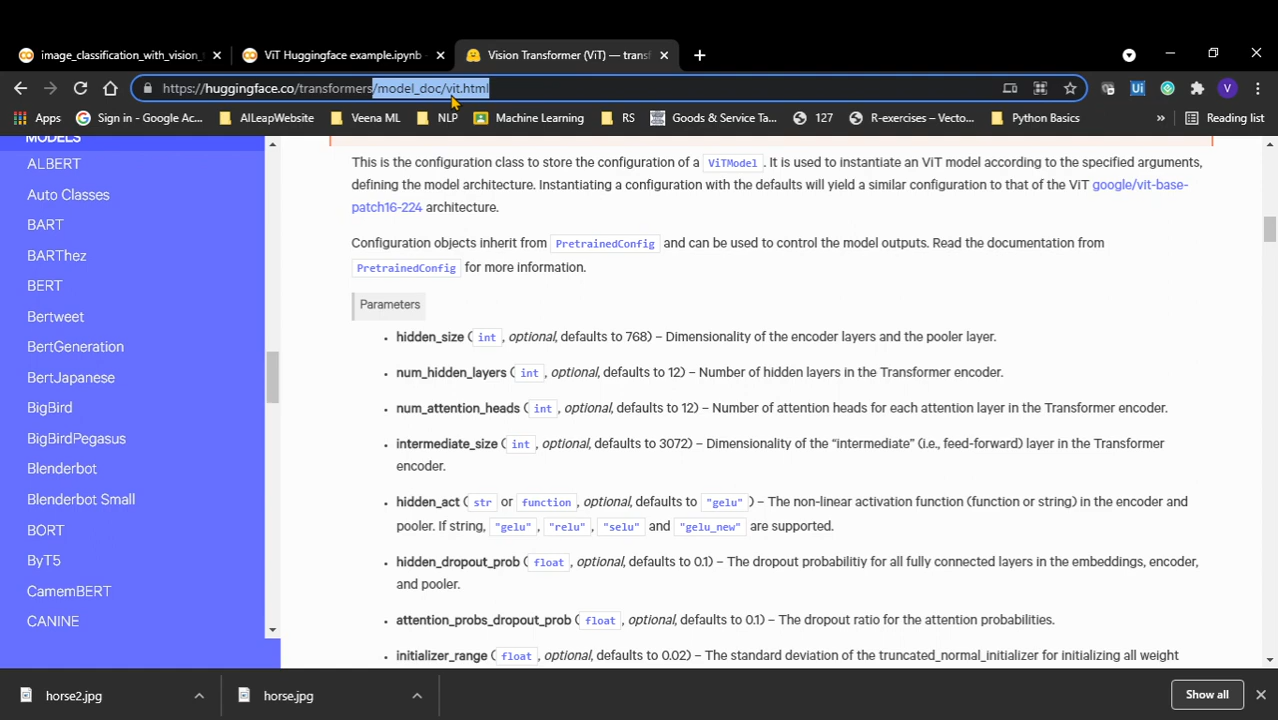 image_classification_with_vision_t
ViT Huggingface example.ipynb -
Vision Transformer (ViT) — transf
https://huggingface.co/transformers/model_doc/vit.html
Ui
V
Apps
Sign in - Google Ac...
AlLeapWebsite
Veena ML
NLP
Machine Learning
RS
Goods & Service Ta...
127
R-exercises – Vecto...
Python Basics
»
Reading list
MODELS
ALBERT
Auto Classes
BART
BARThez
BERT
Bertweet
BertGeneration
BertJapanese
BigBird
BigBirdPegasus
Blenderbot
Blenderbot Small
BORT
ByT5
CamemBERT
CANINE
This is the configuration class to store the configuration of a ViTModel. It is used to instantiate an ViT model according to the specified arguments,
defining the model architecture. Instantiating a configuration with the defaults will yield a similar configuration to that of the ViT google/vit-base-
patch16-224 architecture.
Configuration objects inherit from PretrainedConfig and can be used to control the model outputs. Read the documentation from
PretrainedConfig for more information.
Parameters
• hidden_size (int, optional, defaults to 768) – Dimensionality of the encoder layers and the pooler layer.
• num_hidden_layers (int, optional, defaults to 12) – Number of hidden layers in the Transformer encoder.
• num_attention_heads (int, optional, defaults to 12) – Number of attention heads for each attention layer in the Transformer encoder.
• intermediate_size (int, optional, defaults to 3072) – Dimensionality of the “intermediate” (i.e., feed-forward) layer in the Transformer
encoder.
• hidden_act (str or function, optional, defaults to "gelu") – The non-linear activation function (function or string) in the encoder and
pooler. If string, "gelu", "relu", "selu" and "gelu_new" are supported.
• hidden_dropout_prob (float, optional, defaults to 0.1) – The dropout probabilitiy for all fully connected layers in the embeddings, encoder,
and pooler.
• attention_probs_dropout_prob (float, optional, defaults to 0.1) – The dropout ratio for the attention probabilities.
• initializer_range (float, optional, defaults to 0.02) – The standard deviation of the truncated_normal_initializer for initializing all weight
horse2.jpg
horse.jpg
Show all